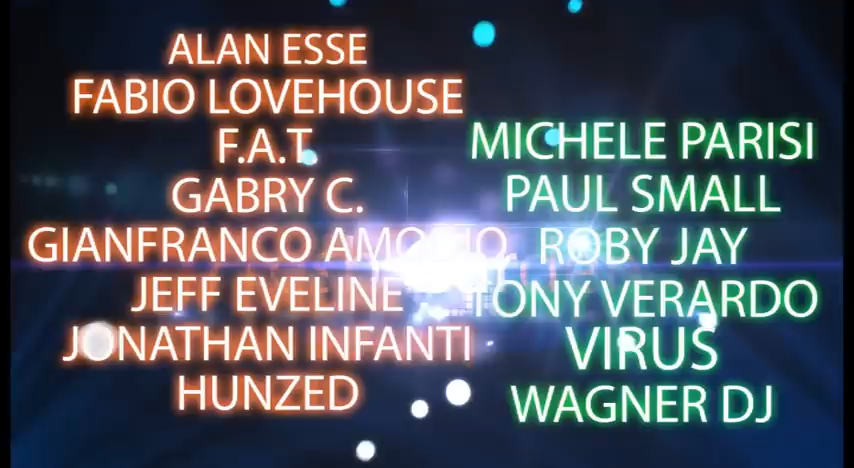 ALAN ESSE
FABIO LOVEHOUSE
F.A.T.
GABRY C.
GIANFRANCO
JEFF EVELINE
JONATHAN INFANTI
HUNZED
MICHELE PARISI
PAUL SMALL
ROBY JAY
TONY VERARDO
VIRUS
WAGNER DJ